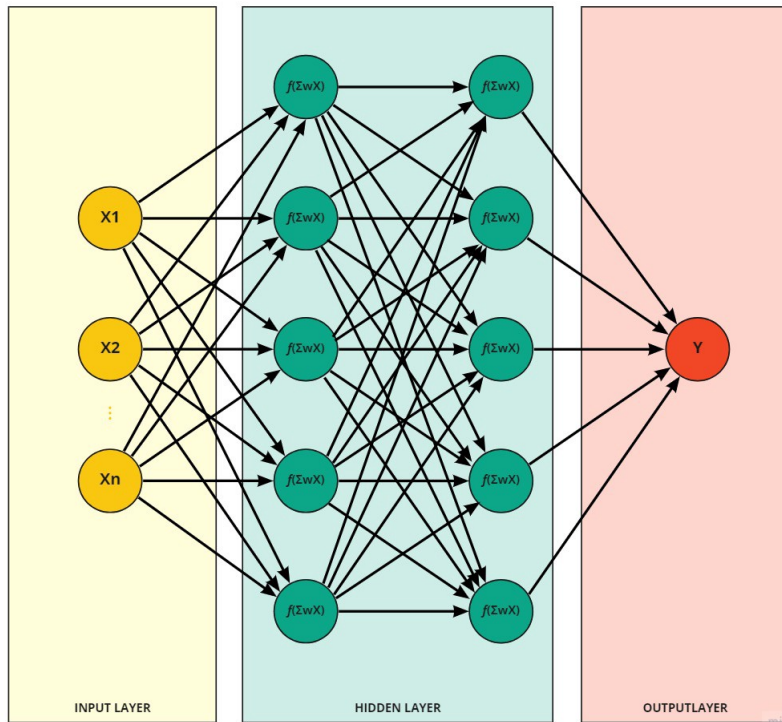 f(ΣwX)
f(ΣwX)
X1
f(ΣwX)
f(ΣwX)
X2
f(ΣwX)
f(ΣwX)
Y
⋮
Xn
f(ΣwX)
f(ΣwX)
f(ΣwX)
f(ΣwX)
INPUT LAYER
HIDDEN LAYER
OUTPUTLAYER